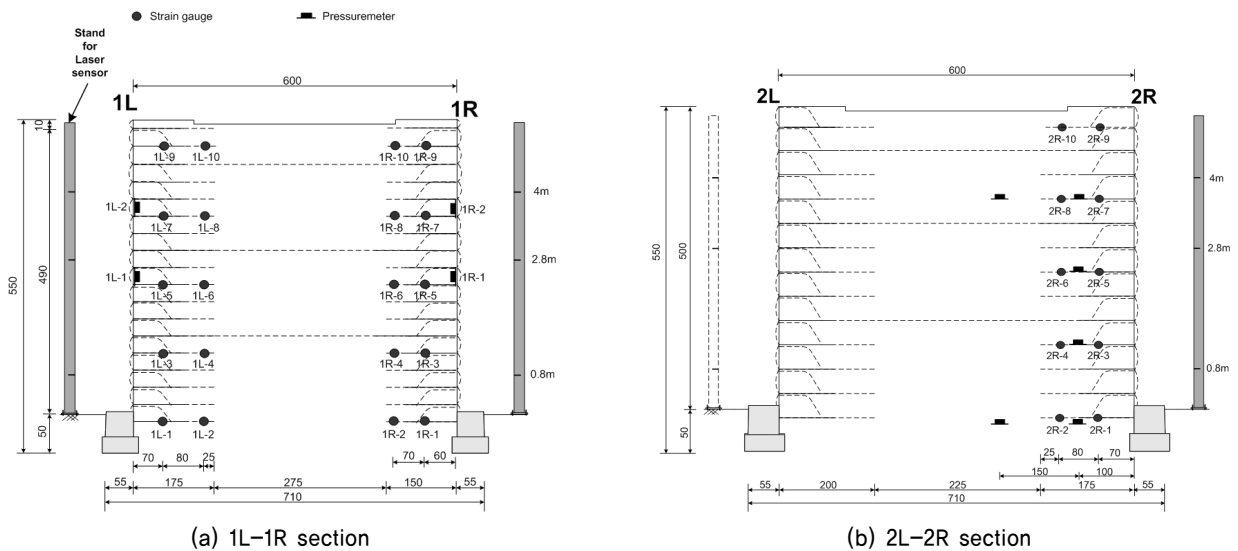 Strain gauge
Pressuremeter
Stand
for
Laser
sensor
600
1L
1R
10
490
550
50
1L-9
1L-10
1R-10
1R-9
4m
1L-2
1R-2
1L-7
1L-8
1R-8
1R-7
2.8m
1L-1
1R-1
1L-5
1L-6
1R-6
1R-5
1L-3
1L-4
1R-4
1R-3
0.8m
1L-1
1L-2
1R-2
1R-1
70
80
25
70
60
55
175
275
150
55
710
(a) 1L-1R section
600
2L
2R
550
500
50
2R-10
2R-9
4m
2R-8
2R-7
2.8m
2R-6
2R-5
2R-4
2R-3
0.8m
2R-2
2R-1
25
80
70
150
100
55
200
225
175
55
710
(b) 2L-2R section